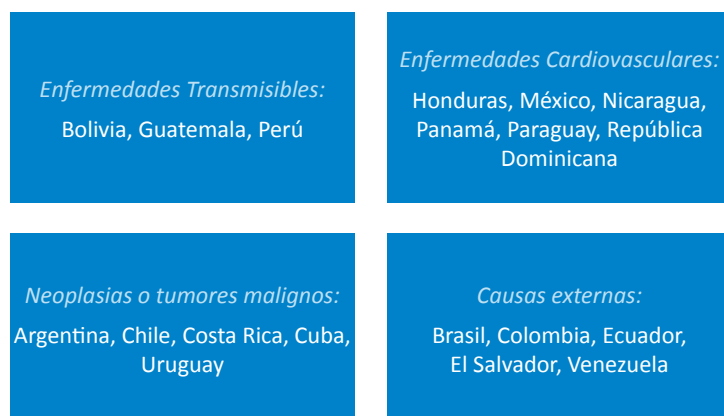 Enfermedades Transmisibles:
Bolivia, Guatemala, Perú
Enfermedades Cardiovasculares:
Honduras, México, Nicaragua,
Panamá, Paraguay, República
Dominicana
Neoplasias o tumores malignos:
Argentina, Chile, Costa Rica, Cuba,
Uruguay
Causas externas:
Brasil, Colombia, Ecuador,
El Salvador, Venezuela